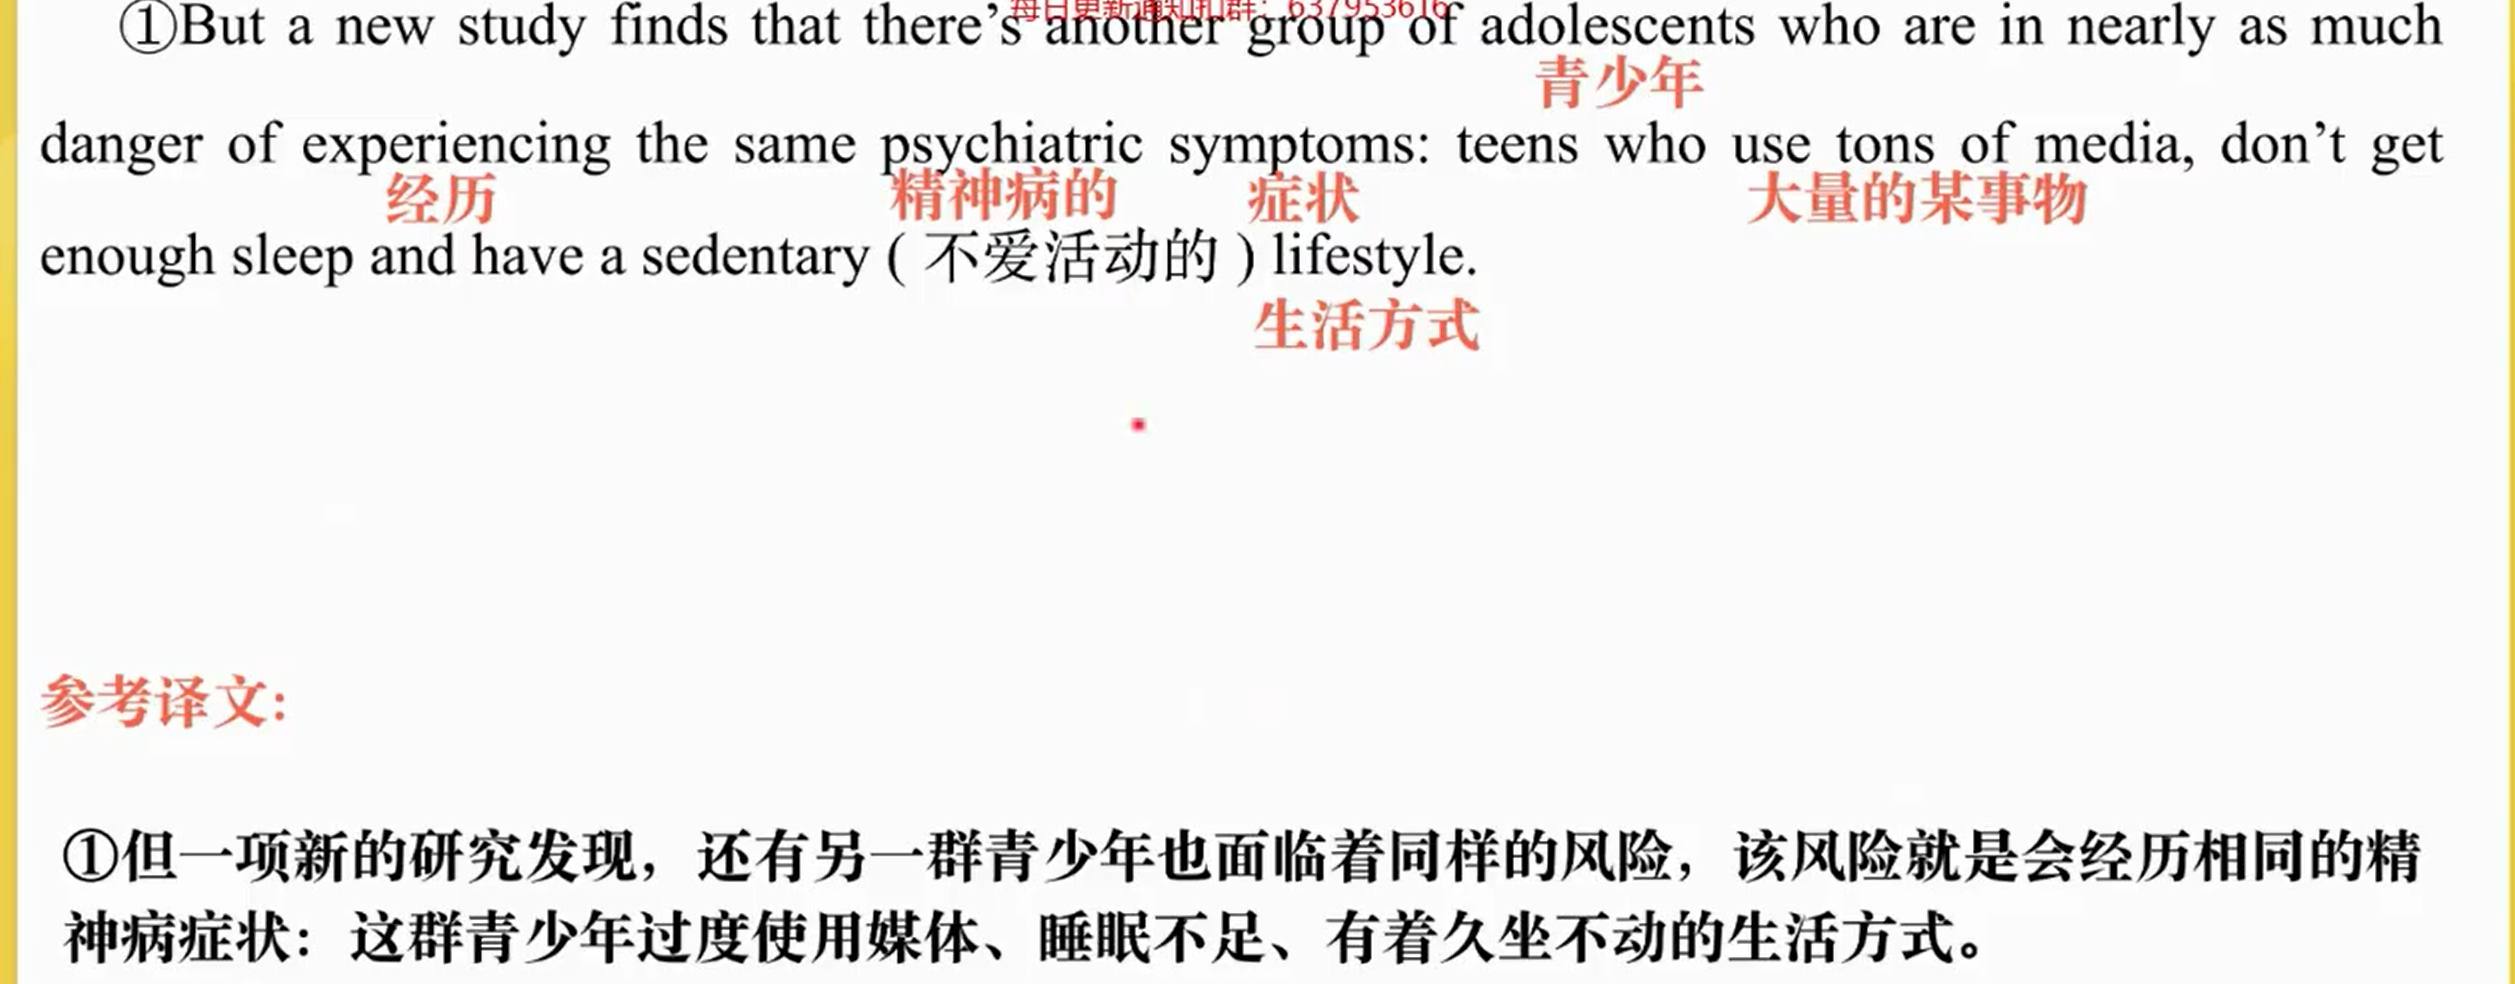 每日更新通知扣群：637953616
①But a new study finds that there’s another group of adolescents who are in nearly as much
青少年
danger of experiencing the same psychiatric symptoms: teens who use tons of media, don’t get
经历 精神病的 症状 大量的某事物
enough sleep and have a sedentary ( 不爱活动的 ) lifestyle.
生活方式
参考译文:
①但一项新的研究发现，还有另一群青少年也面临着同样的风险，该风险就是会经历相同的精
神病症状：这群青少年过度使用媒体、睡眠不足、有着久坐不动的生活方式。